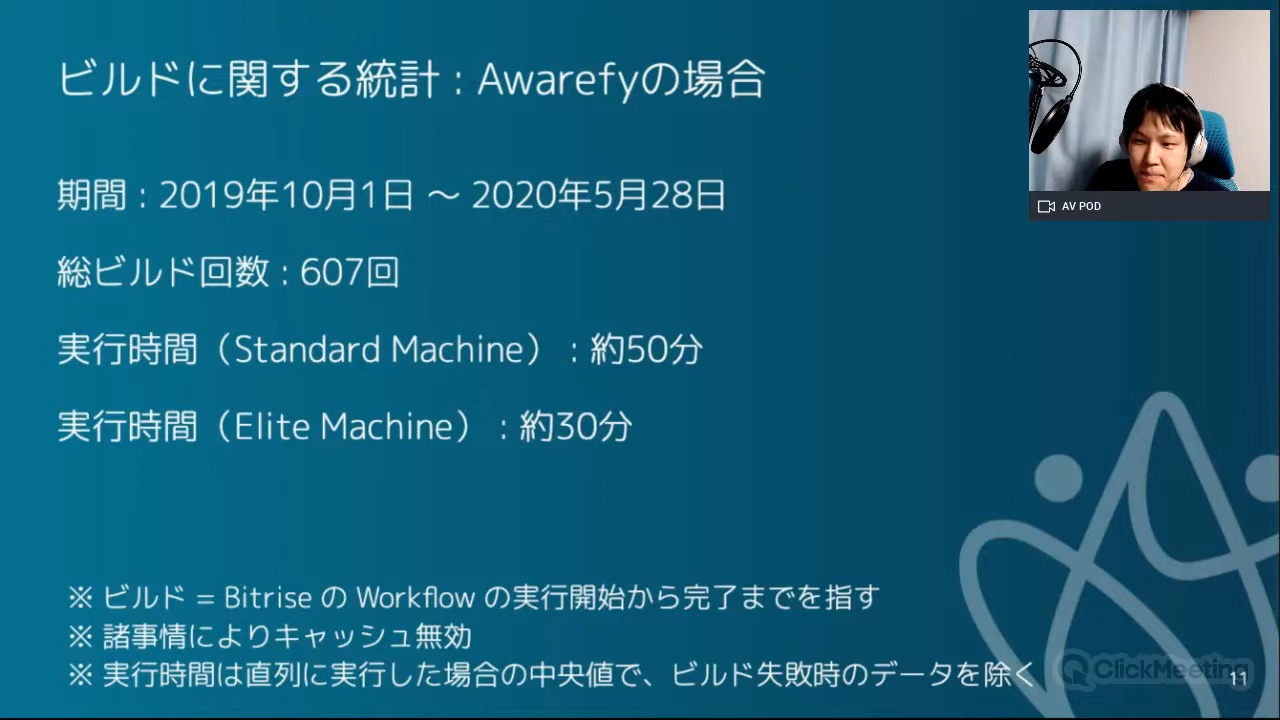 ビルドに関する統計 : Awarefyの場合
期間 : 2019年10月1日 〜 2020年5月28日
総ビルド回数 : 607回
実行時間（Standard Machine） : 約50分
実行時間（Elite Machine） : 約30分
※ ビルド = Bitrise の Workflow の実行開始から完了までを指す
※ 諸事情によりキャッシュ無効
※ 実行時間は直列に実行した場合の中央値で、ビルド失敗時のデータを除く
AV POD
ClickMeeting
11